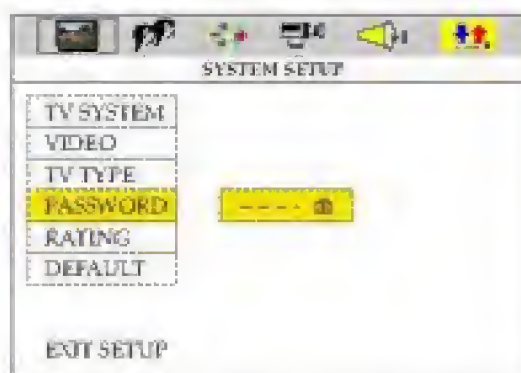 SYSTEM SETUP
TV SYSTEM
VIDEO
TV TYPE
PASSWORD
- - - -
RATING
DEFAULT
EXIT SETUP